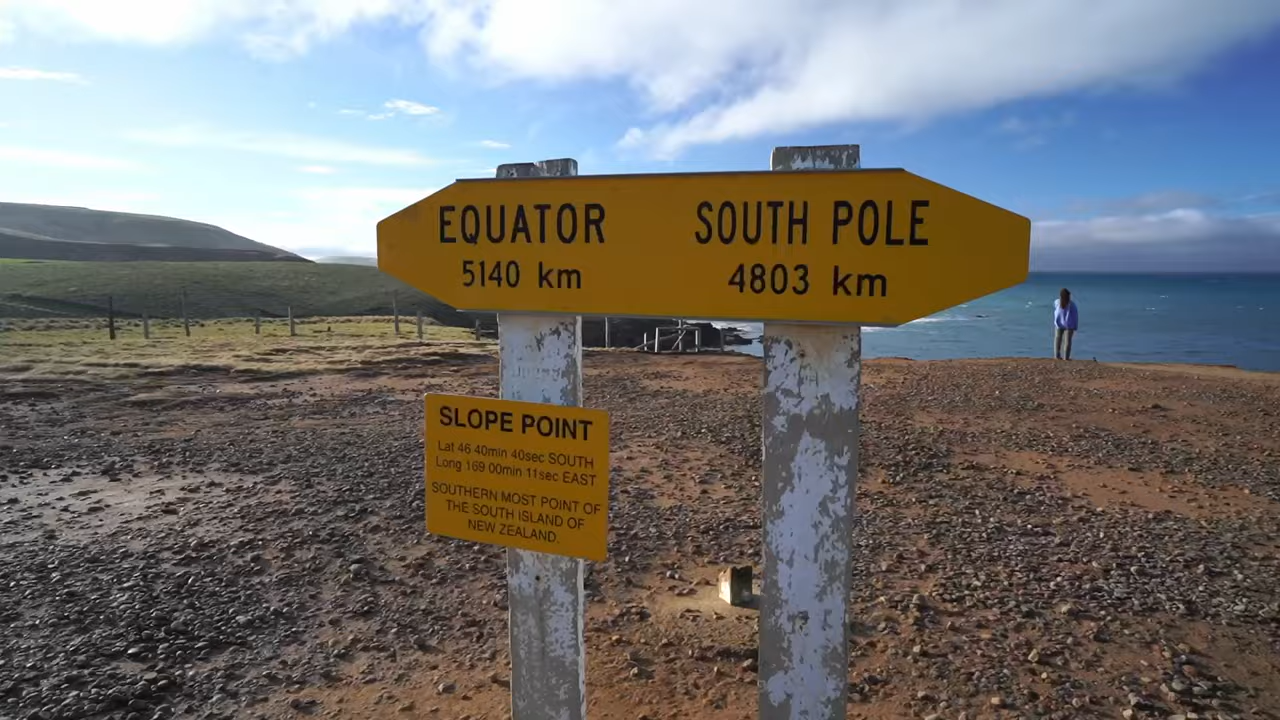 EQUATOR
5140 km
SOUTH POLE
4803 km
SLOPE POINT
Lat 46 40min 40sec SOUTH
Long 169 00min 11sec EAST
SOUTHERN MOST POINT OF
THE SOUTH ISLAND OF
NEW ZEALAND.